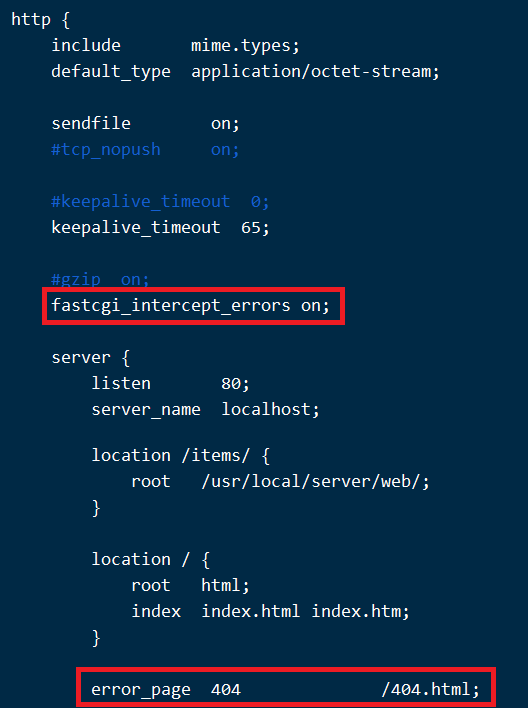 http {
    include       mime.types;
    default_type  application/octet-stream;
    sendfile        on;
    #tcp_nopush     on;
    #keepalive_timeout  0;
    keepalive_timeout  65;
    #gzip  on;
    fastcgi_intercept_errors on;
    server {
        listen       80;
        server_name  localhost;
        location /items/ {
            root   /usr/local/server/web/;
        }
        location / {
            root   html;
            index  index.html index.htm;
        }
        error_page  404              /404.html;